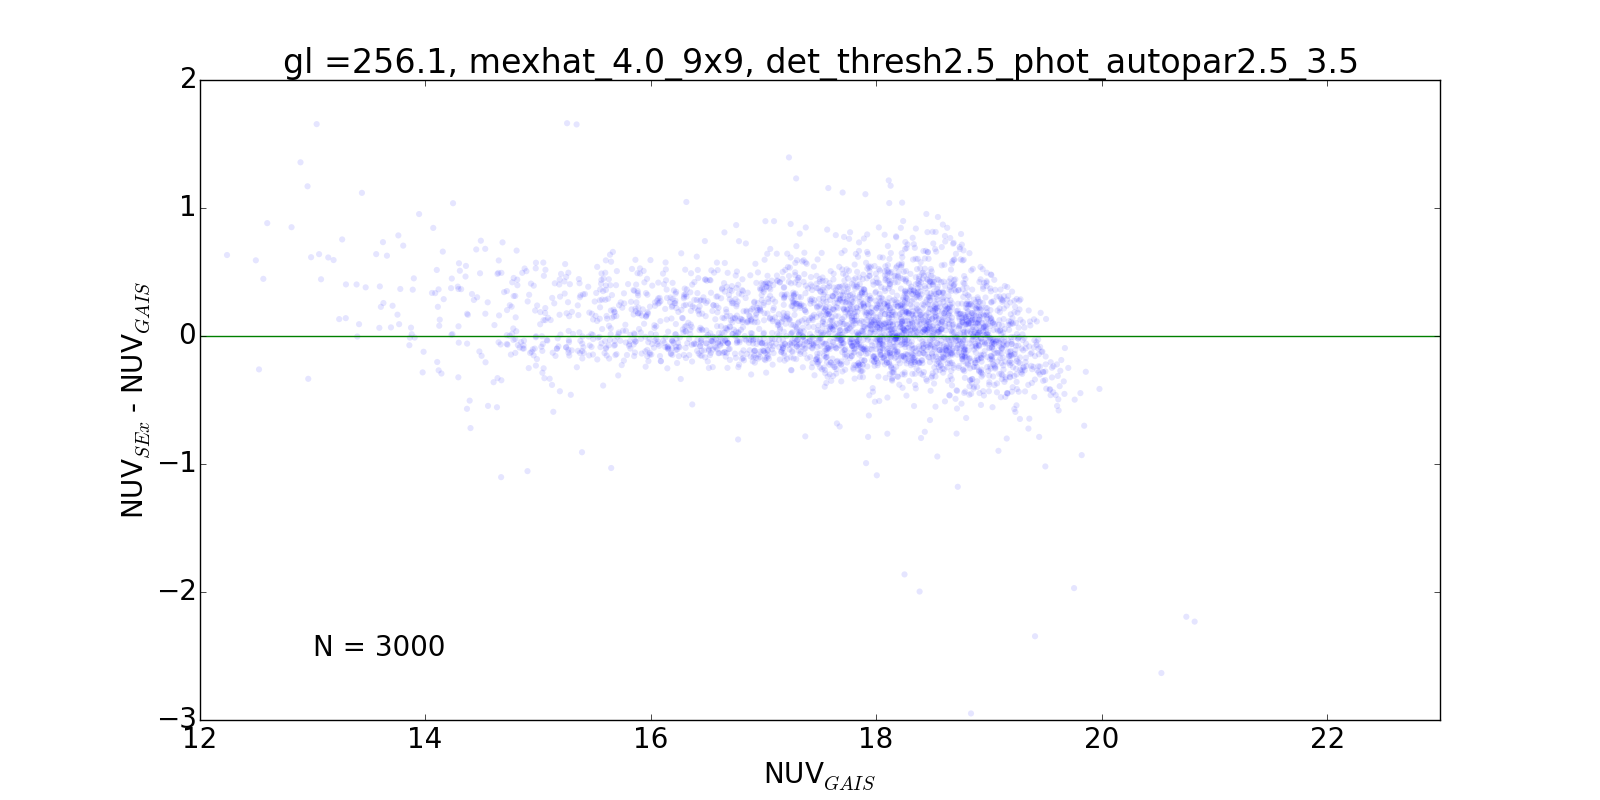 gl =256.1, mexhat_4.0_9x9, det_thresh2.5_phot_autopar2.5_3.5
2
1
0
−1
−2
−3
NUV_SEx - NUV_GAIS
N = 3000
12 14 16 18 20 22
NUV_GAIS